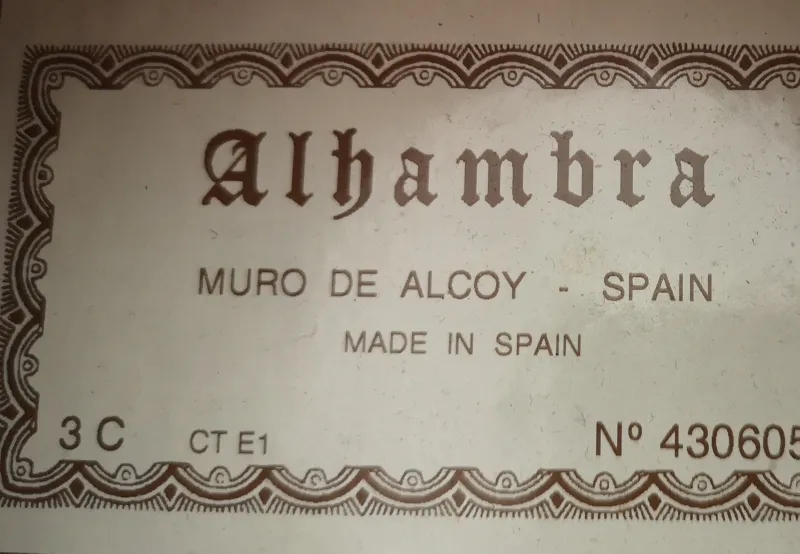 Alhambra
MURO DE ALCOY - SPAIN
MADE IN SPAIN
3 C CT E1 Nº 430605